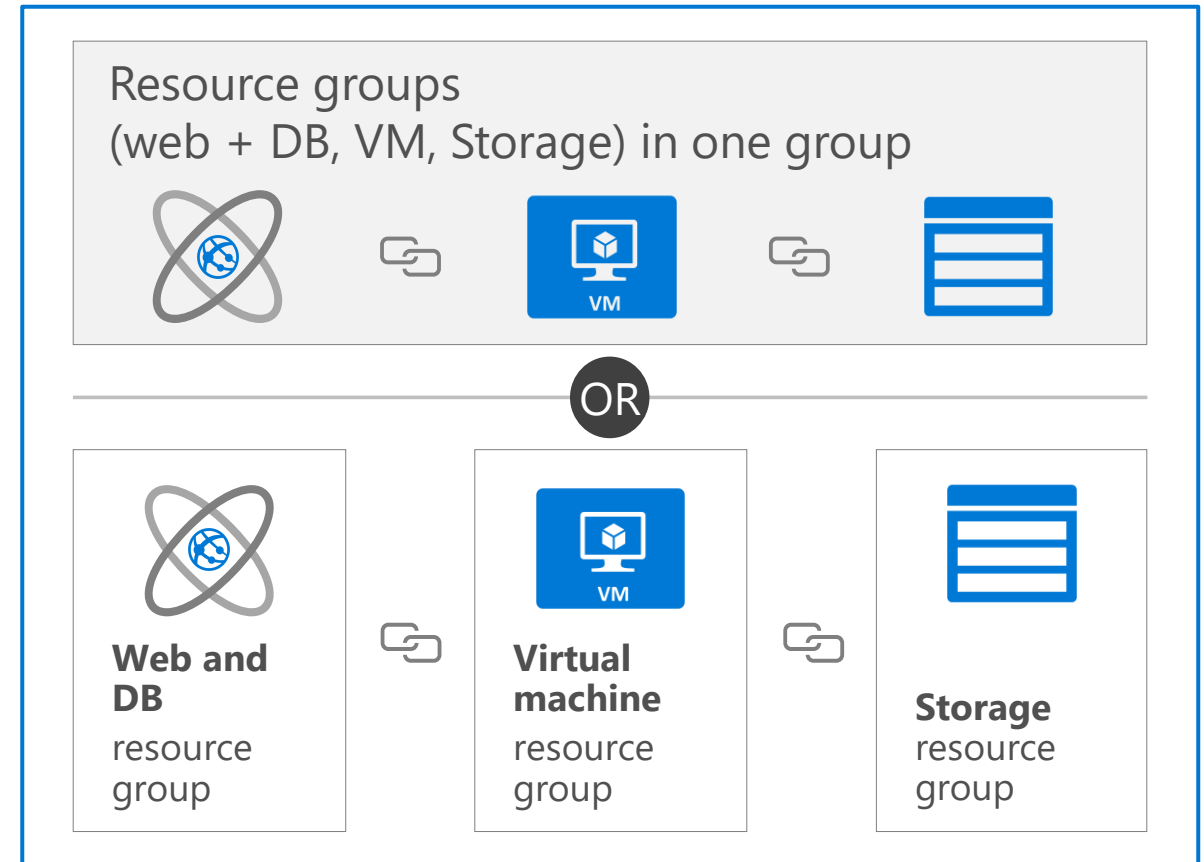 Resource groups
(web + DB, VM, Storage) in one group
VM
OR
Web and
DB
resource
group
VM
Virtual
machine
resource
group
Storage
resource
group